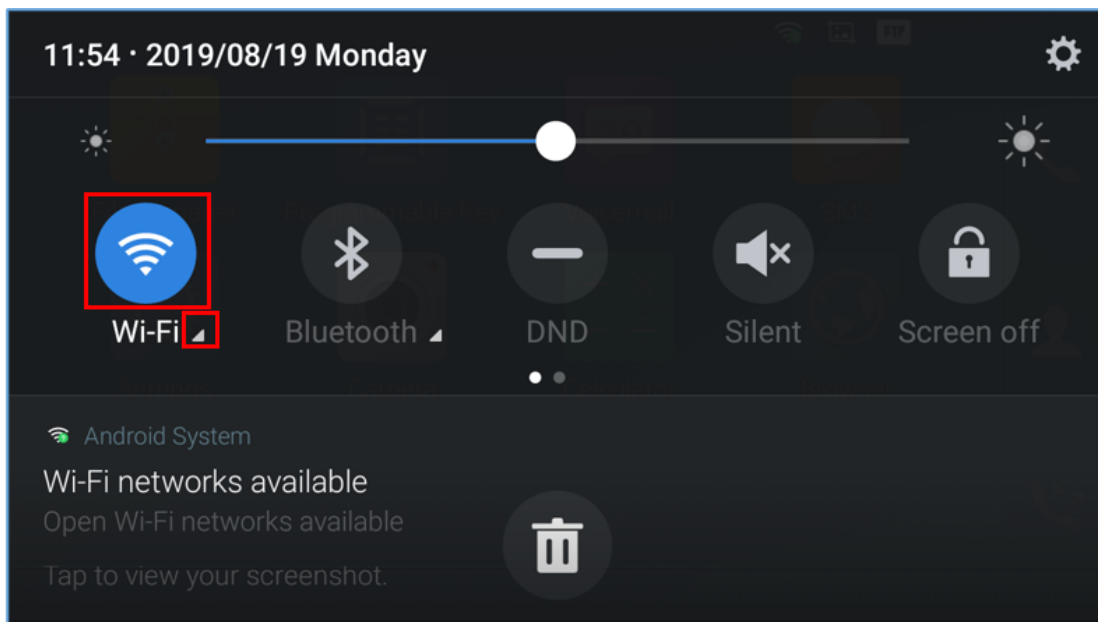 11:54 · 2019/08/19 Monday
Wi-Fi
Bluetooth
DND
Silent
Screen off
Android System
Wi-Fi networks available
Open Wi-Fi networks available
Tap to view your screenshot.